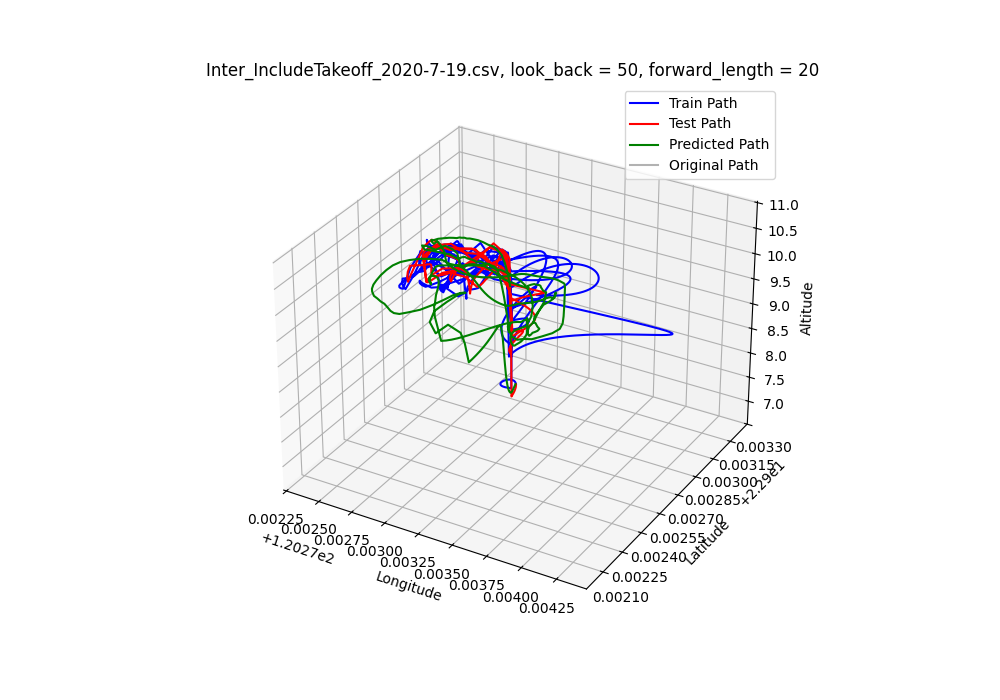 Inter_IncludeTakeoff_2020-7-19.csv, look_back = 50, forward_length = 20
Train Path
Test Path
Predicted Path
Original Path
11.0
10.5
10.0
9.5
9.0
8.5
8.0
7.5
7.0
Altitude
0.00330
0.00315
0.00300
0.00285
0.00270
0.00255
0.00240
0.00225
0.00210
+2.29e1
Latitude
0.00225
0.00250
0.00275
0.00300
0.00325
0.00350
0.00375
0.00400
0.00425
+1.2027e2
Longitude